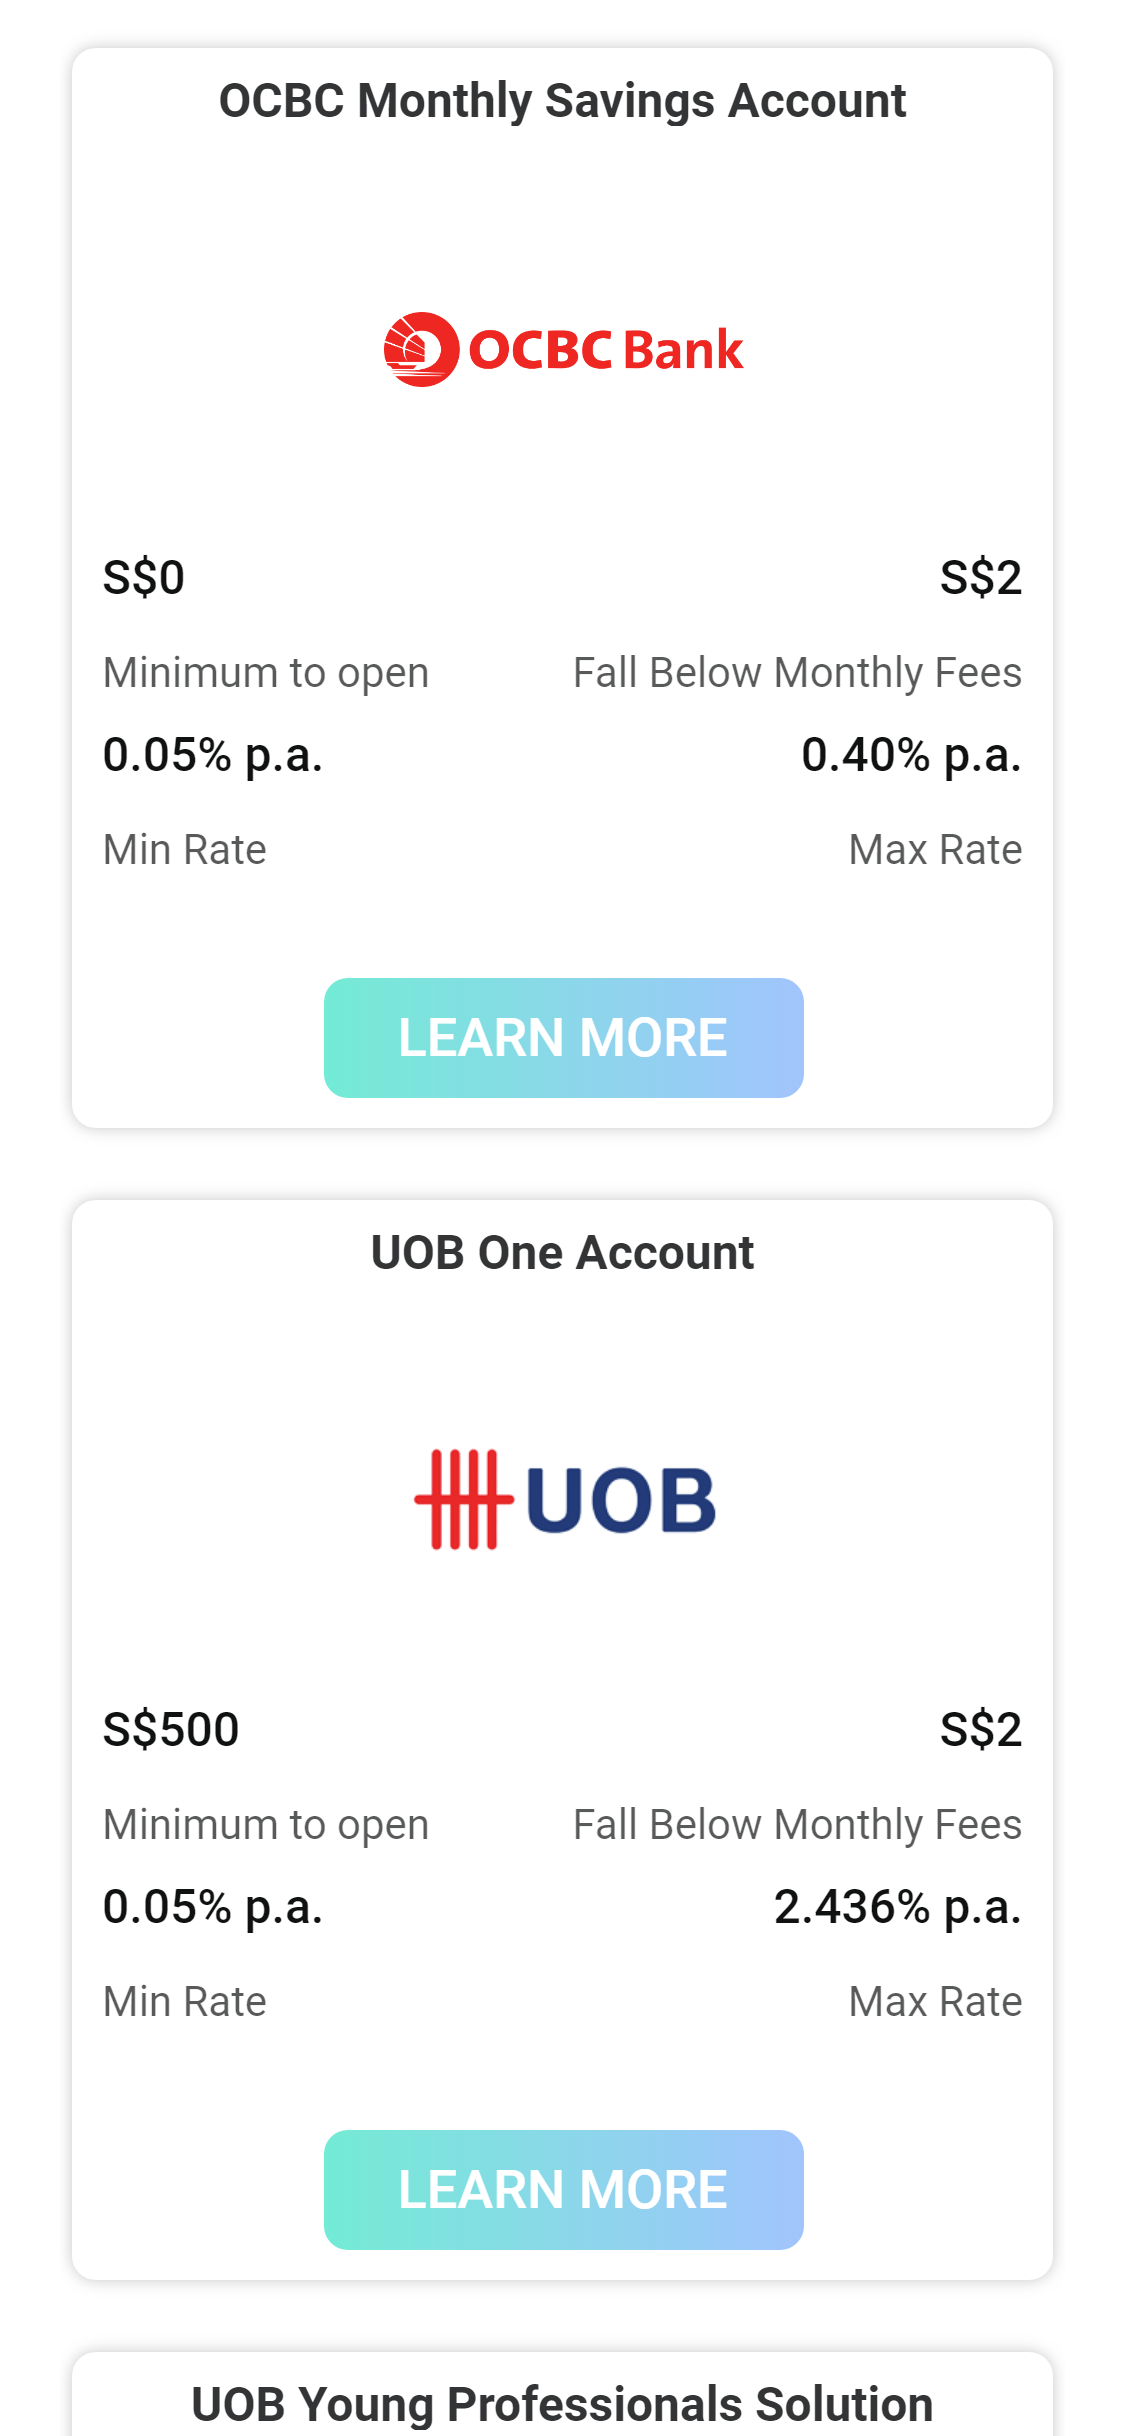 OCBC Monthly Savings Account
OCBC Bank
S$0 S$2
Minimum to open Fall Below Monthly Fees
0.05% p.a. 0.40% p.a.
Min Rate Max Rate
LEARN MORE
UOB One Account
UOB
S$500 S$2
Minimum to open Fall Below Monthly Fees
0.05% p.a. 2.436% p.a.
Min Rate Max Rate
LEARN MORE
UOB Young Professionals Solution